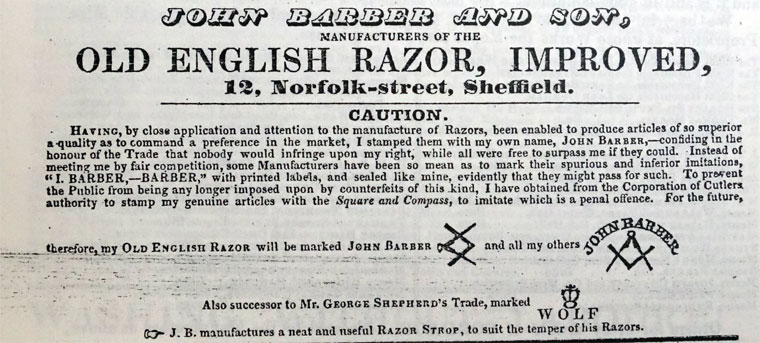 JOHN BARBER AND SON,
MANUFACTURERS OF THE
OLD ENGLISH RAZOR, IMPROVED,
12, Norfolk-street, Sheffield.
CAUTION.
HAVING, by close application and attention to the manufacture of Razors, been enabled to produce articles of so superior
a quality as to command a preference in the market, I stamped them with my own name, JOHN BARBER,—confiding in the
honour of the Trade that nobody would infringe upon my right, while all were free to surpass me if they could. Instead of
meeting me by fair competition, some Manufacturers have been so mean as to mark their spurious and inferior imitations,
"I. BARBER,—BARBER," with printed labels, and sealed like mine, evidently that they might pass for such. To prevent
the Public from being any longer imposed upon by counterfeits of this kind, I have obtained from the Corporation of Cutlers
authority to stamp my genuine articles with the Square and Compass, to imitate which is a penal offence. For the future,
therefore, my OLD ENGLISH RAZOR will be marked JOHN BARBER and all my others JOHN BARBER
Also successor to Mr. GEORGE SHEPHERD'S Trade, marked WOLF
J. B. manufactures a neat and useful RAZOR STROP, to suit the temper of his Razors.